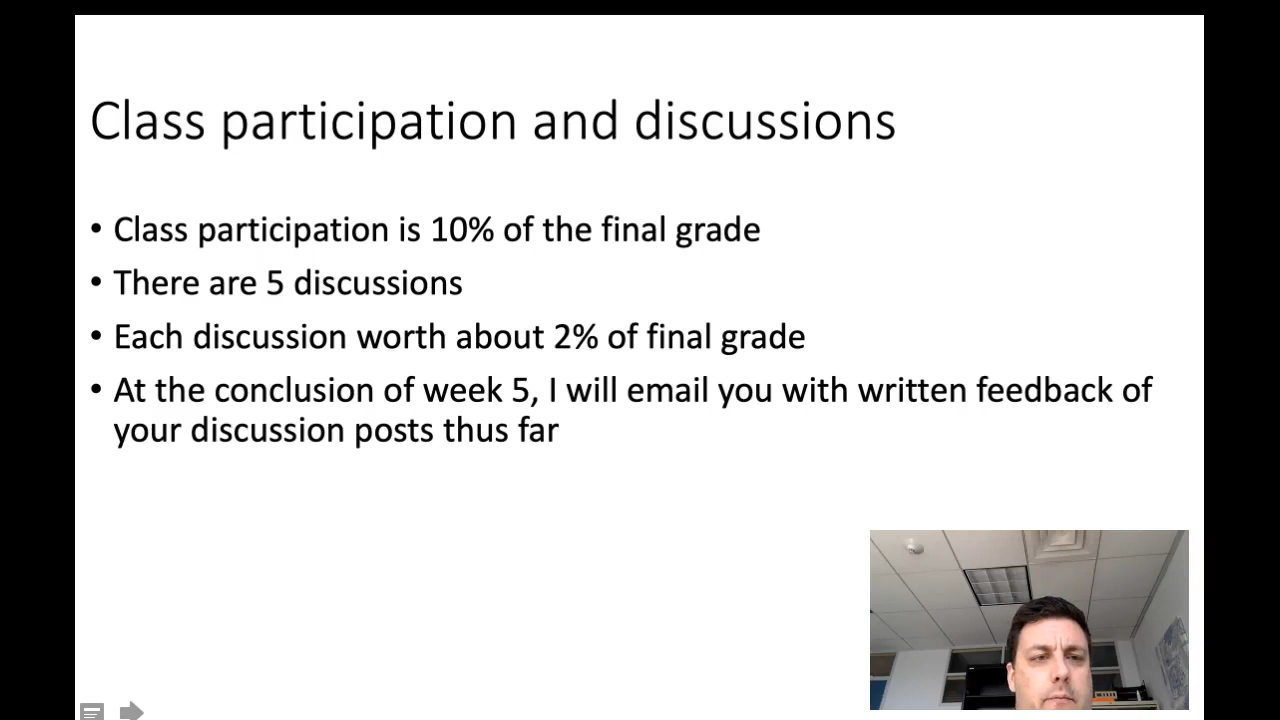 Class participation and discussions
• Class participation is 10% of the final grade
• There are 5 discussions
• Each discussion worth about 2% of final grade
• At the conclusion of week 5, I will email you with written feedback of
your discussion posts thus far